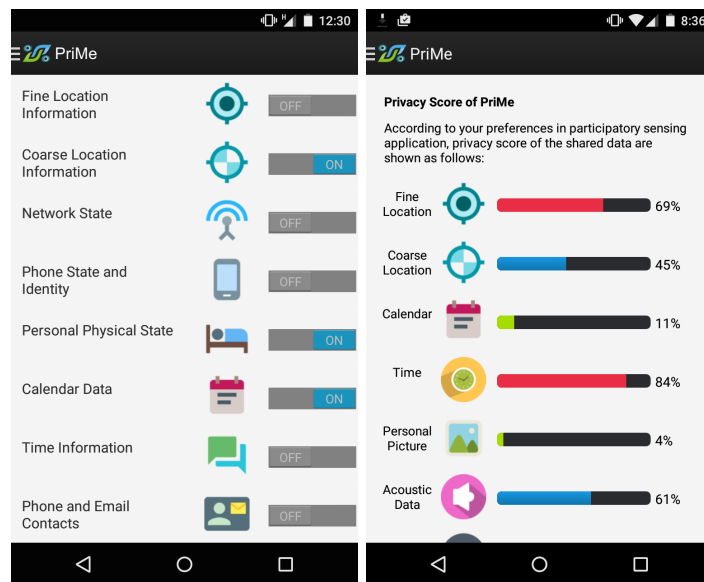 12:30
PriMe
Fine Location
Information
OFF
Coarse Location
Information
ON
Network State
OFF
Phone State and
Identity
OFF
Personal Physical State
ON
Calendar Data
ON
Time Information
OFF
Phone and Email
Contacts
OFF
8:36
PriMe
Privacy Score of PriMe
According to your preferences in participatory sensing
application, privacy score of the shared data are
shown as follows:
Fine
Location
69%
Coarse
Location
45%
Calendar
11%
Time
84%
Personal
Picture
4%
Acoustic
Data
61%